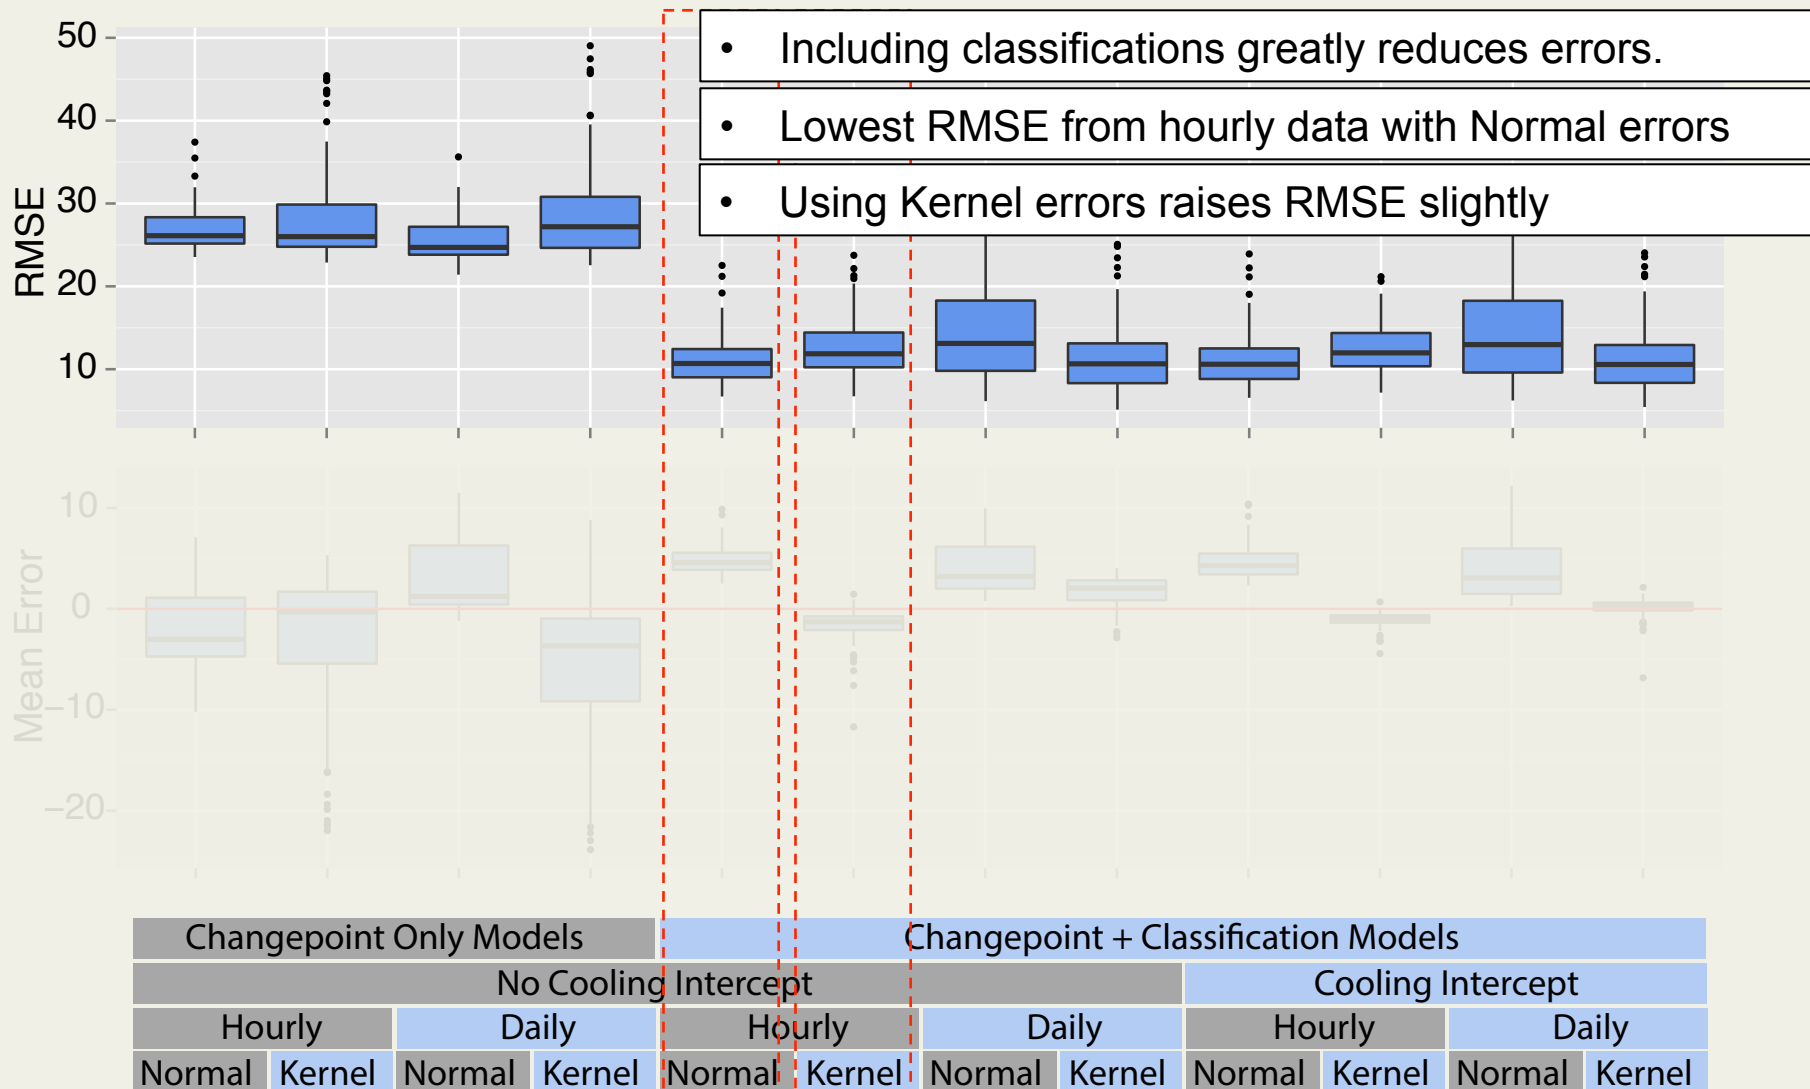 • Including classifications greatly reduces errors.
• Lowest RMSE from hourly data with Normal errors
• Using Kernel errors raises RMSE slightly
RMSE
50
40
30
20
10
Mean Error
10
0
−10
−20
Changepoint Only Models Changepoint + Classification Models
No Cooling Intercept Cooling Intercept
Hourly Daily Hourly Daily Hourly Daily
Normal Kernel Normal Kernel Normal Kernel Normal Kernel Normal Kernel Normal Kernel